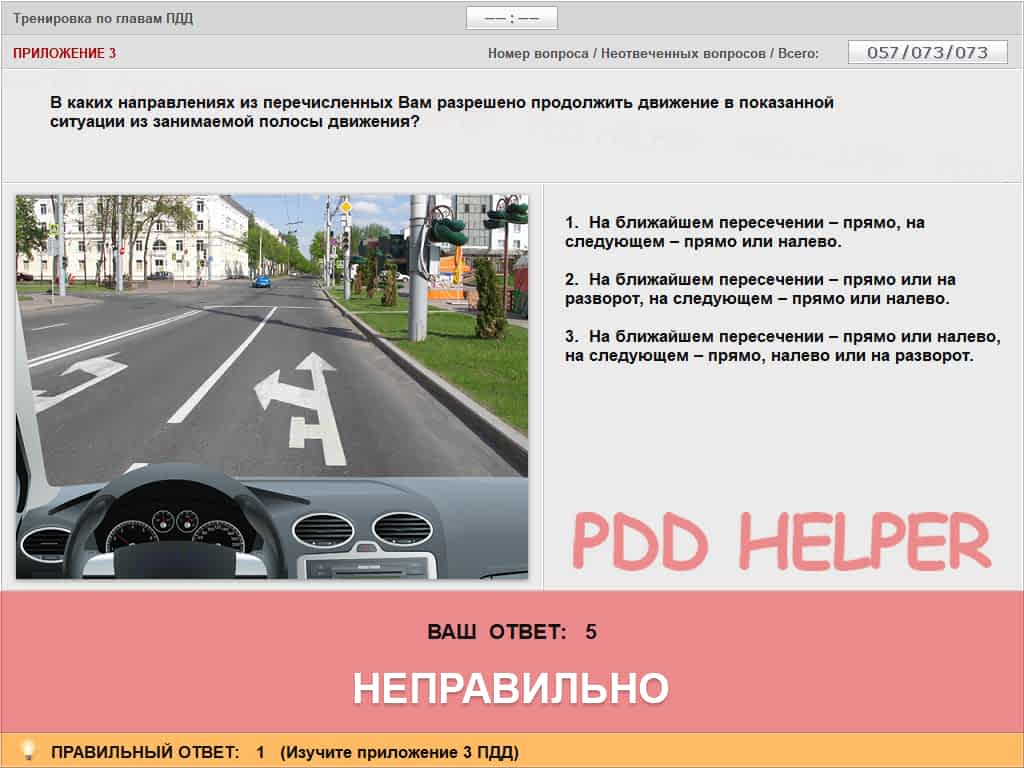 Тренировка по главам ПДД
—— : ——
ПРИЛОЖЕНИЕ 3
Номер вопроса / Неотвеченных вопросов / Всего:
057/073/073
В каких направлениях из перечисленных Вам разрешено продолжить движение в показанной
ситуации из занимаемой полосы движения?
1. На ближайшем пересечении – прямо, на
следующем – прямо или налево.
2. На ближайшем пересечении – прямо или на
разворот, на следующем – прямо или налево.
3. На ближайшем пересечении – прямо или налево,
на следующем – прямо, налево или на разворот.
PDD HELPER
ВАШ ОТВЕТ: 5
НЕПРАВИЛЬНО
ПРАВИЛЬНЫЙ ОТВЕТ: 1 (Изучите приложение 3 ПДД)